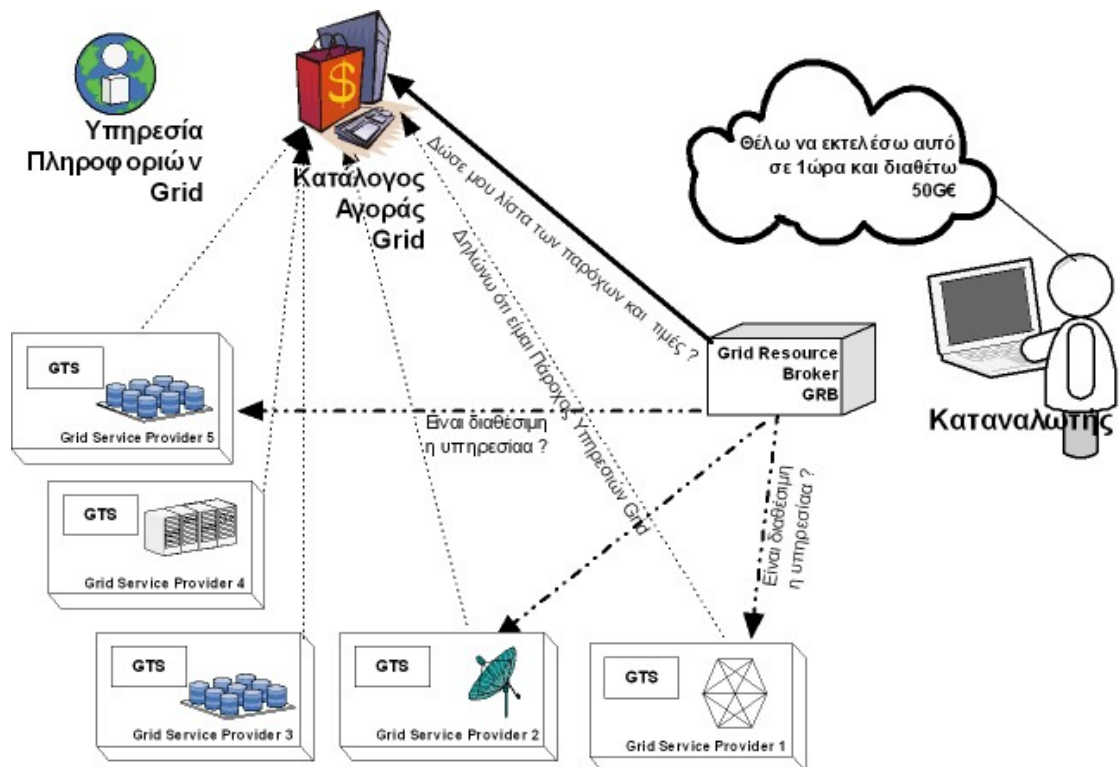 Υπηρεσία
Πληροφοριών
Grid
$
Κατάλογος
Αγοράς
Grid
Θέλω να εκτελέσω αυτό
σε 1ώρα και διαθέτω
50G€
Δώσε μου λίστα των παρόχων και τιμές ?
Δηλώνω ότι είμαι Πάροχος Υπηρεσιών Grid
Grid Resource
Broker
GRB
Καταναλωτής
GTS
Grid Service Provider 5
Είναι διαθέσιμη
η υπηρεσίαα ?
Είναι διαθέσιμη
η υπηρεσίαα ?
GTS
Grid Service Provider 4
GTS
Grid Service Provider 3
GTS
Grid Service Provider 2
GTS
Grid Service Provider 1